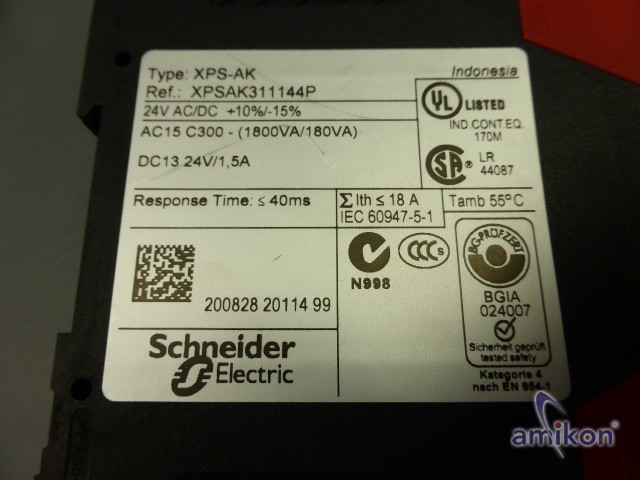 Type: XPS-AK
Indonesia
Ref.: XPSAK311144P
24V AC/DC +10%/-15%
AC15 C300 - (1800VA/180VA)
DC13 24V/1,5A
UL LISTED
IND.CONT.EQ.
170M
SA ® LR
44087
Response Time: ≤ 40ms
Σ Ith ≤ 18 A
IEC 60947-5-1
Tamb 55°C
N998
CCC S
BG-PRÜFZERT
BGIA
024007
Sicherheit geprüft
tested safety
Kategorie 4
nach EN 954-1
200828 20114 99
Schneider
Electric
amikon